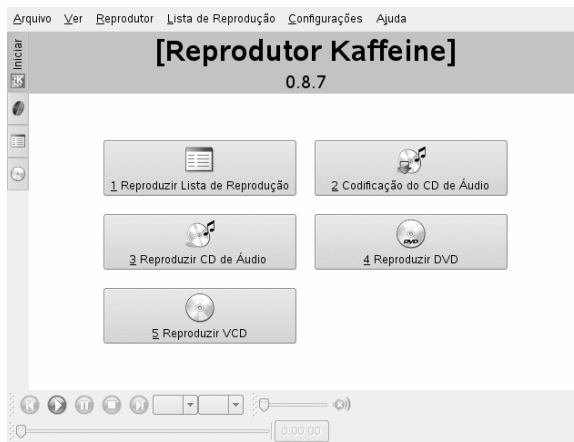 Arquivo Ver Reprodutor Lista de Reprodução Configurações Ajuda
Iniciar
[Reprodutor Kaffeine]
0.8.7
1 Reproduzir Lista de Reprodução
2 Codificação do CD de Áudio
3 Reproduzir CD de Áudio
4 Reproduzir DVD
5 Reproduzir VCD
0:00:00